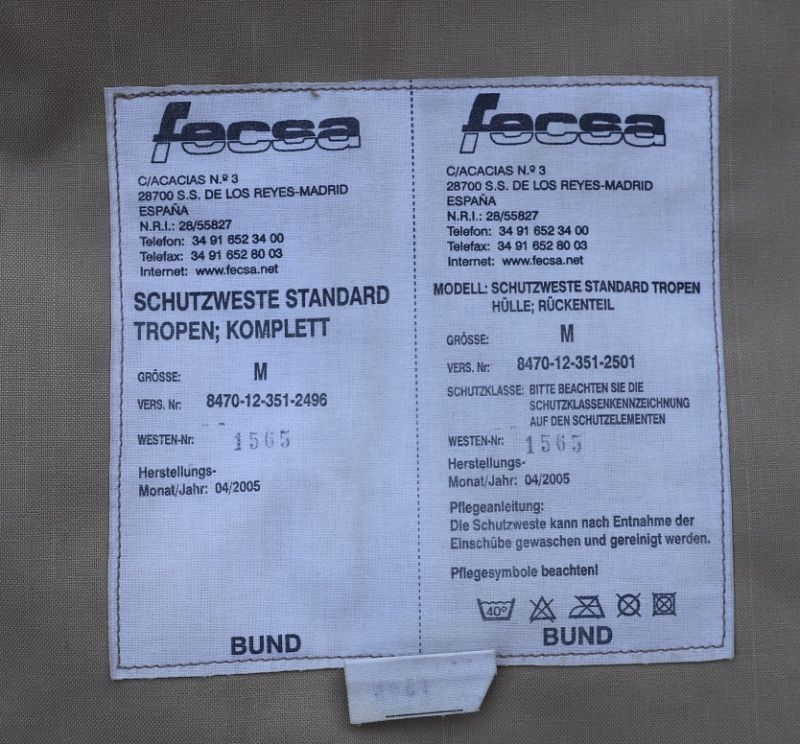 fecsa
C/ACACIAS N.º 3
28700 S.S. DE LOS REYES-MADRID
ESPAÑA
N.R.I.: 28/55827
Telefon: 34 91 652 34 00
Telefax: 34 91 652 80 03
Internet: www.fecsa.net
SCHUTZWESTE STANDARD
TROPEN; KOMPLETT
GRÖSSE: M
VERS. Nr: 8470-12-351-2496
WESTEN-Nr: 1565
Herstellungs-
Monat/Jahr: 04/2005
BUND
fecsa
C/ACACIAS N.º 3
28700 S.S. DE LOS REYES-MADRID
ESPAÑA
N.R.I.: 28/55827
Telefon: 34 91 652 34 00
Telefax: 34 91 652 80 03
Internet: www.fecsa.net
MODELL: SCHUTZWESTE STANDARD TROPEN
HÜLLE; RÜCKENTEIL
GRÖSSE: M
VERS. Nr: 8470-12-351-2501
SCHUTZKLASSE: BITTE BEACHTEN SIE DIE
SCHUTZKLASSENKENNZEICHNUNG
AUF DEN SCHUTZELEMENTEN
WESTEN-Nr: 1565
Herstellungs-
Monat/Jahr: 04/2005
Pflegeanleitung:
Die Schutzweste kann nach Entnahme der
Einschübe gewaschen und gereinigt werden.
Pflegesymbole beachten!
40°
BUND